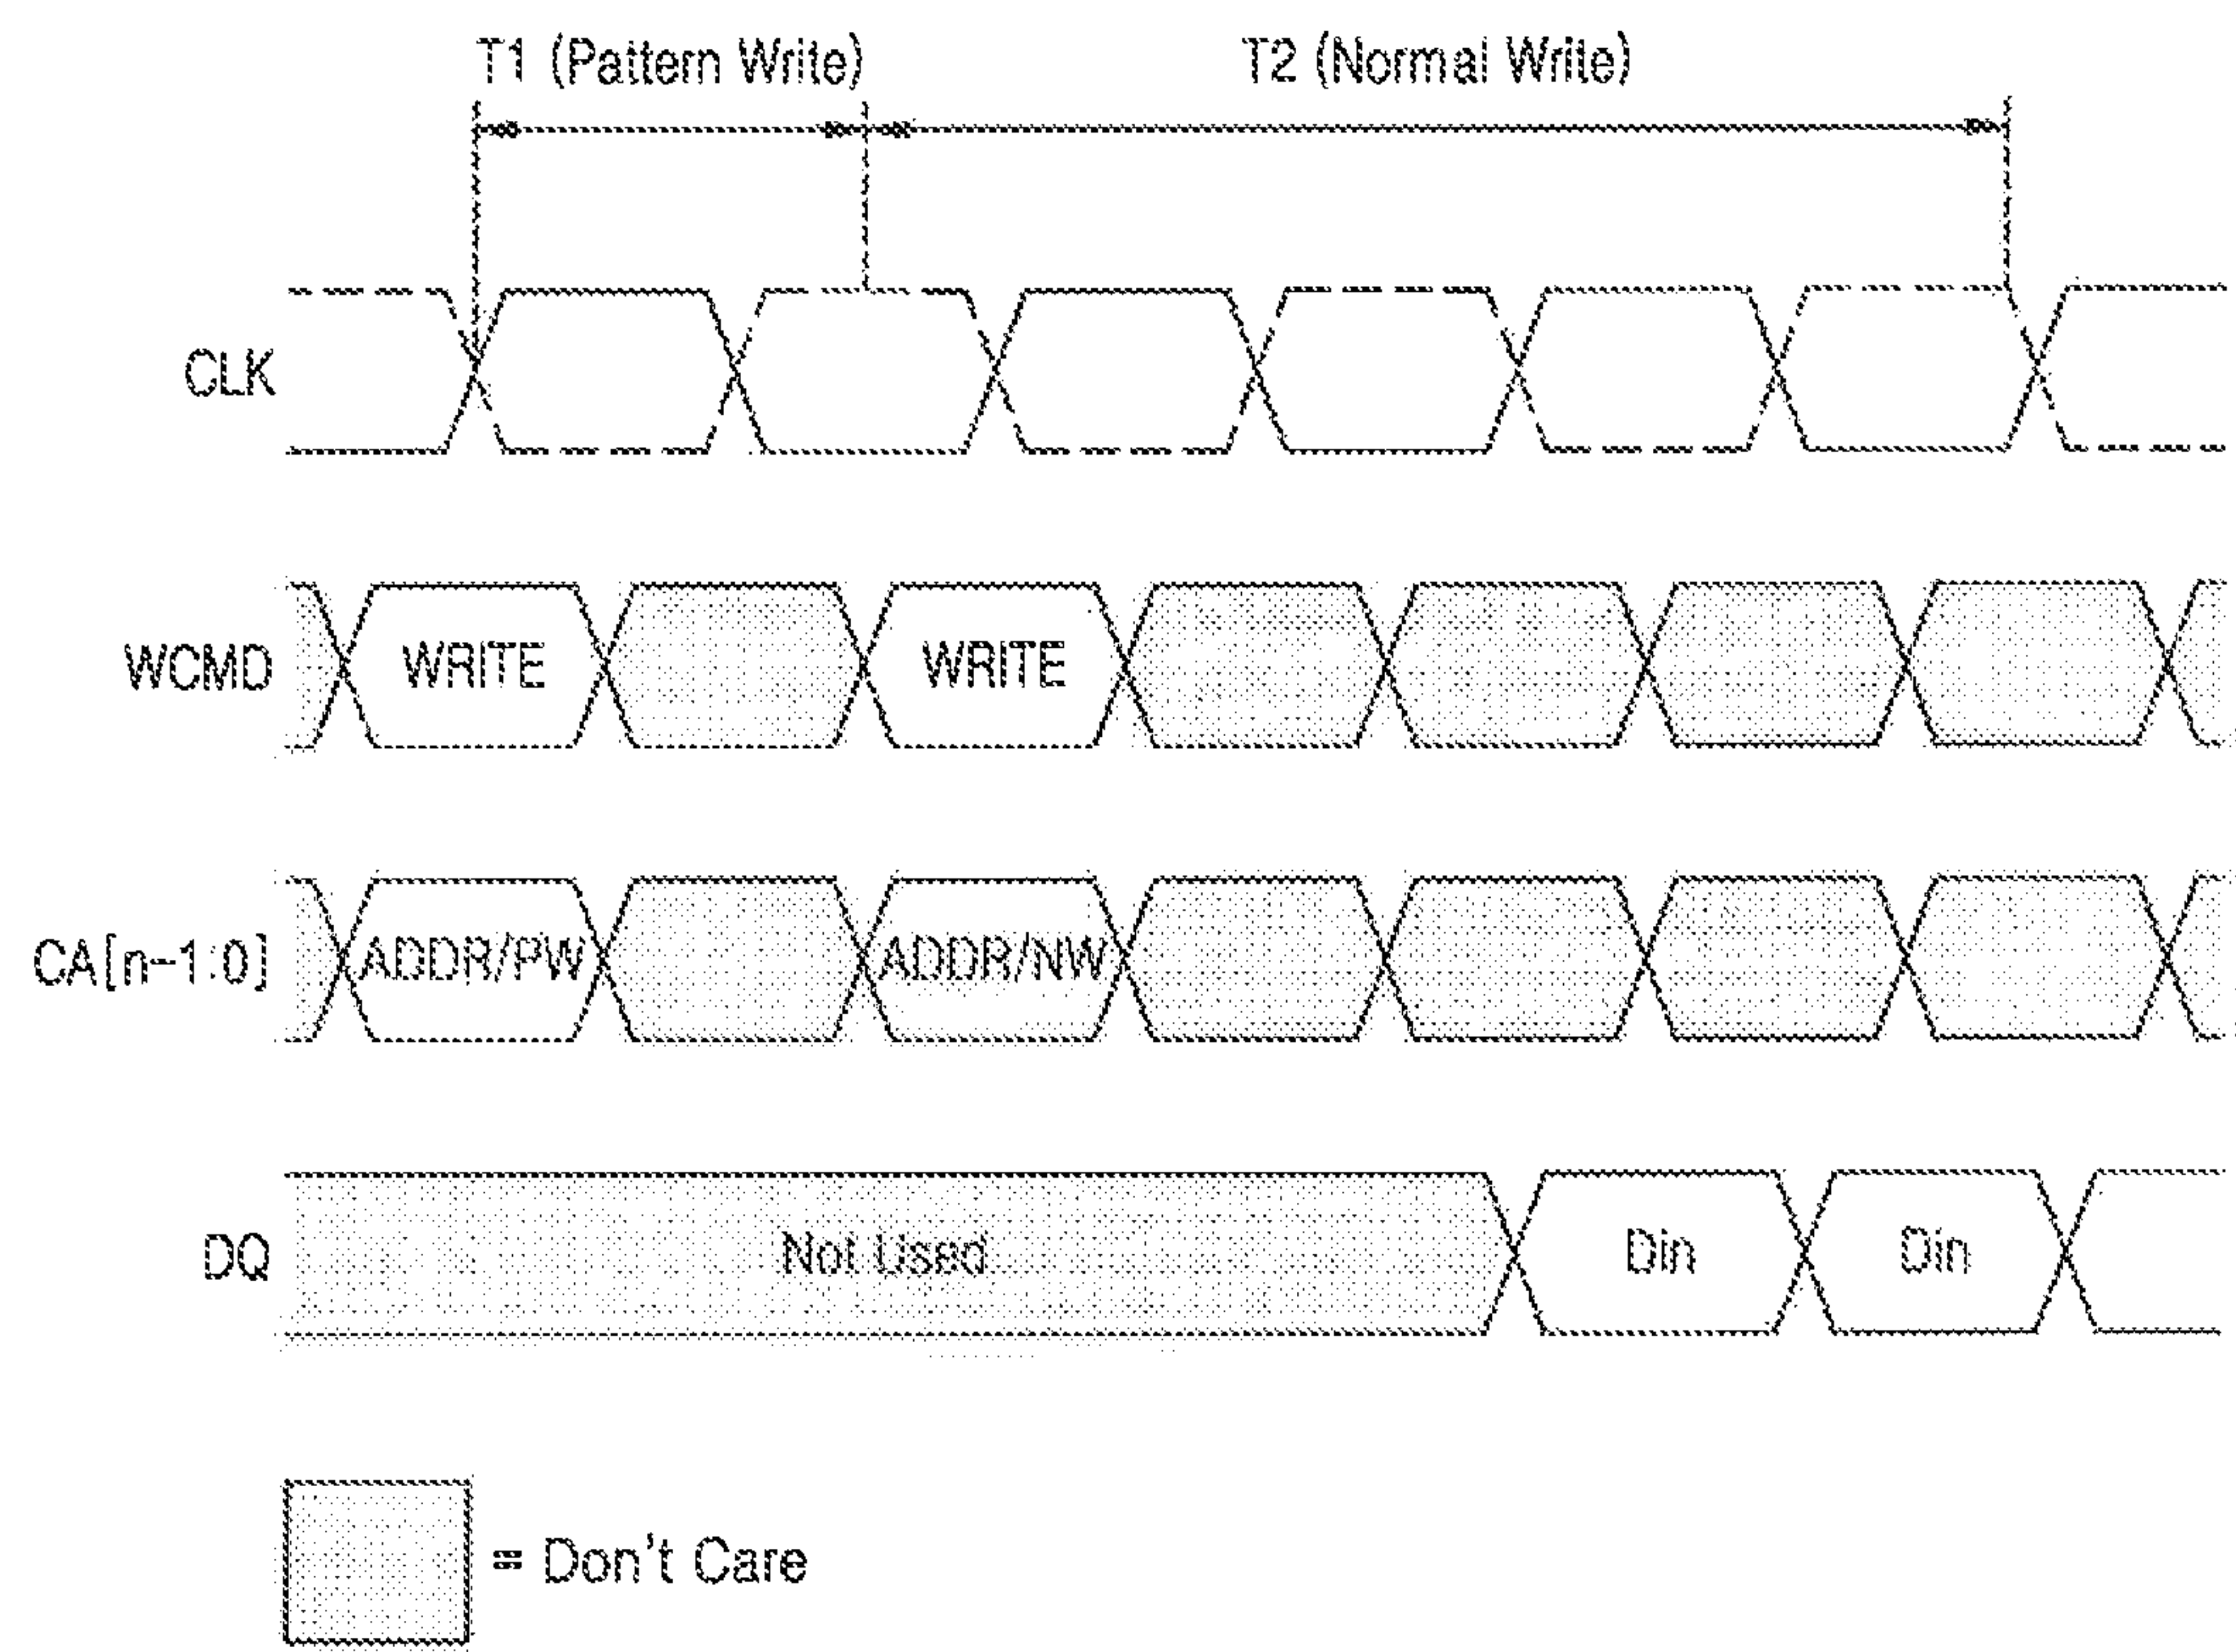 T1 (Pattern Write) T2 (Normal Write)
CLK
WCMD WRITE WRITE
CA[n-1:0] ADDR/PW ADDR/NW
DQ Not Used Din Din
= Don't Care